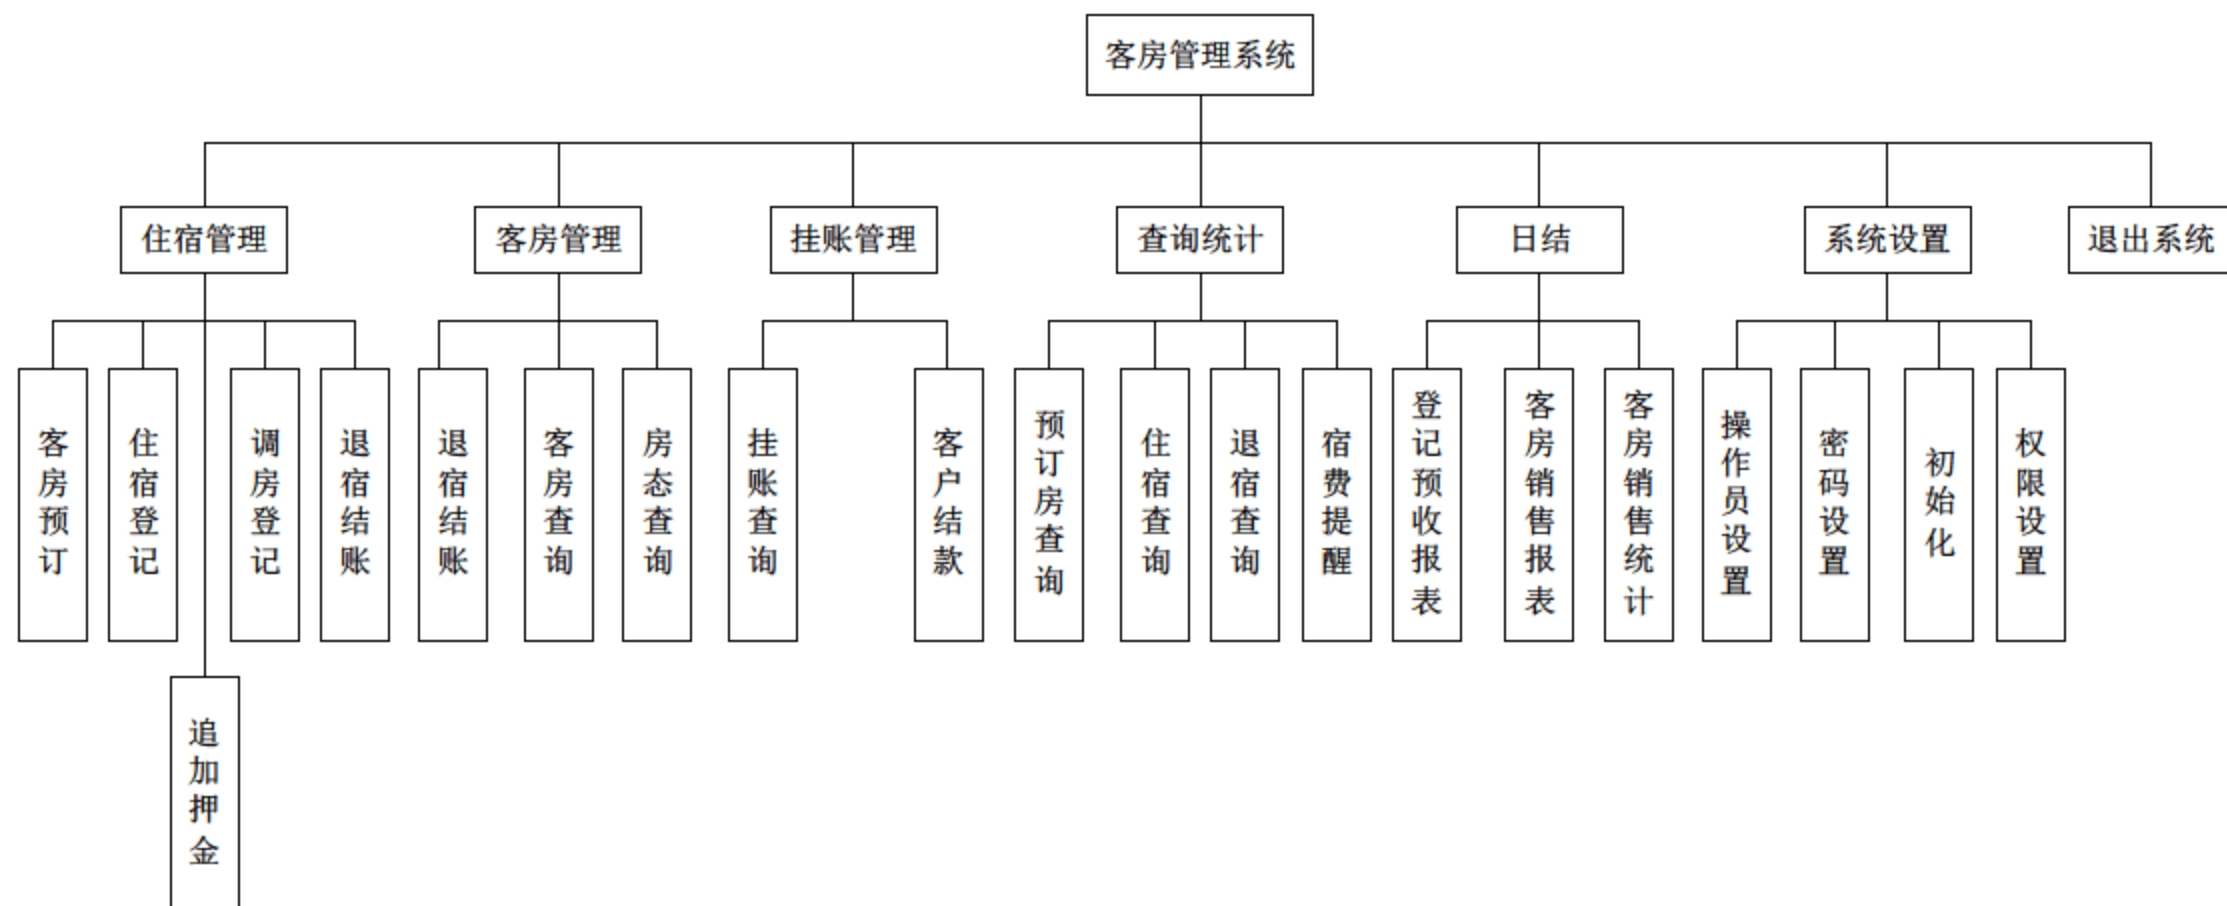 客房管理系统
住宿管理
客房管理
挂账管理
查询统计
日结
系统设置
退出系统
客房预订
住宿登记
调房登记
退宿结账
退宿结账
客房查询
房态查询
挂账查询
客户结款
预订房查询
住宿查询
退宿查询
宿费提醒
登记预收报表
客房销售报表
客房销售统计
操作员设置
密码设置
初始化
权限设置
追加押金